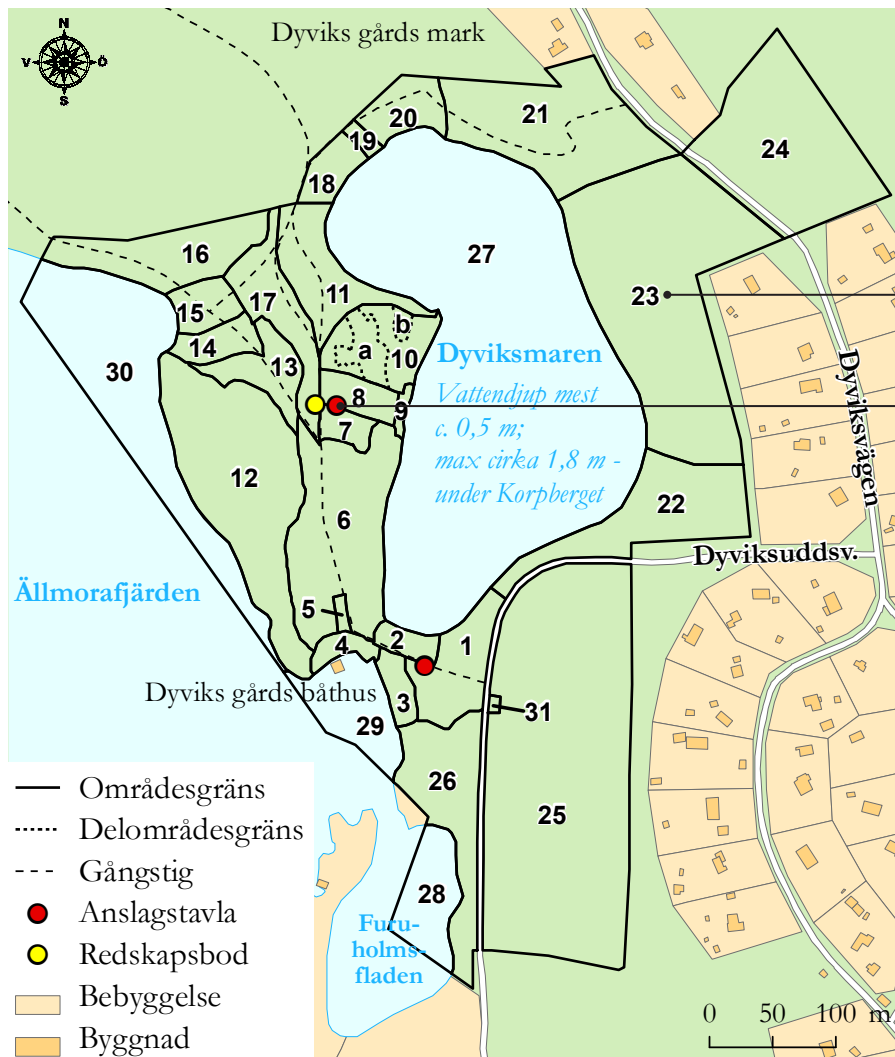 Dyviks gårds mark
N
V
Ö
S
20
21
19
24
18
16
27
17
11
23
15
b
14
a
10
30
13
Dyviksmaren
8
9
7
Vattendjup mest
c. 0,5 m;
max cirka 1,8 m -
under Korpberget
12
Dyviksvägen
22
6
Dyviksuddsv.
Ällmorafjärden
5
4
2
1
Dyviks gårds båthus
3
31
29
26
25
28
Furu-
holms-
fladen
Områdesgräns
Delområdesgräns
Gångstig
Anslagstavla
Redskapsbod
Bebyggelse
Byggnad
0 50 100 m